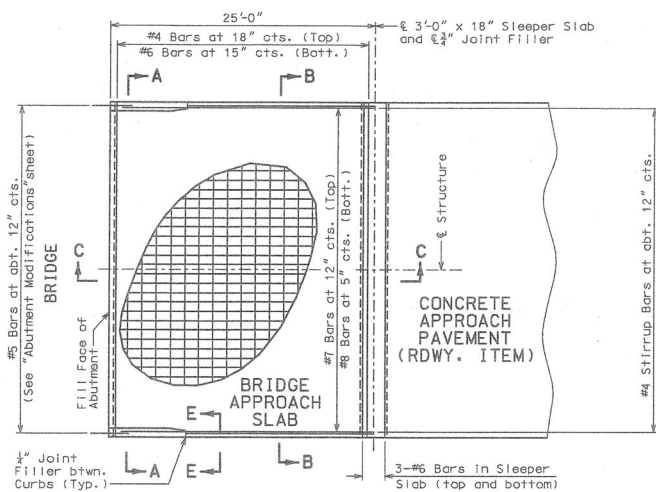 25'-0"
#4 Bars at 18" cts. (Top)
#6 Bars at 15" cts. (Bott.)
℄ 3'-0" x 18" Sleeper Slab
and ℄ ¾" Joint Filler
A
B
#5 Bars at abt. 12" cts.
(See "Abutment Modifications" sheet)
BRIDGE
C
Fill Face of
Abutment
#7 Bars at 12" cts. (Top)
#8 Bars at 5" cts. (Bott.)
℄ Structure
C
CONCRETE
APPROACH
PAVEMENT
(RDWY. ITEM)
#4 Stirrup Bars at abt. 12" cts.
BRIDGE
APPROACH
SLAB
E
E
A
B
¼" Joint
Filler btwn.
Curbs (Typ.)
3-#6 Bars in Sleeper
Slab (top and bottom)